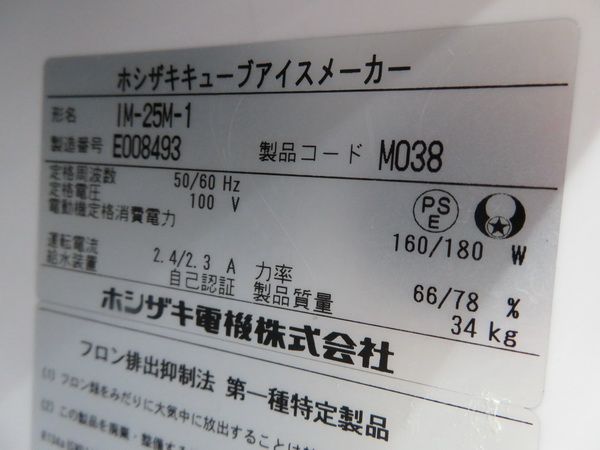 ホシザキキューブアイスメーカー
形名 IM-25M-1
製造番号 E008493 製品コード M038
定格周波数 50/60 Hz
定格電圧 100 V
PS E
電動機定格消費電力 160/180 W
運転電流 2.4/2.3 A 力率 66/78 %
給水装置 自己認証 製品質量 34 kg
ホシザキ電機株式会社
フロン排出抑制法 第一種特定製品
(1) フロン類をみだりに大気中に放出することは
(2) この製品を廃棄・整備する